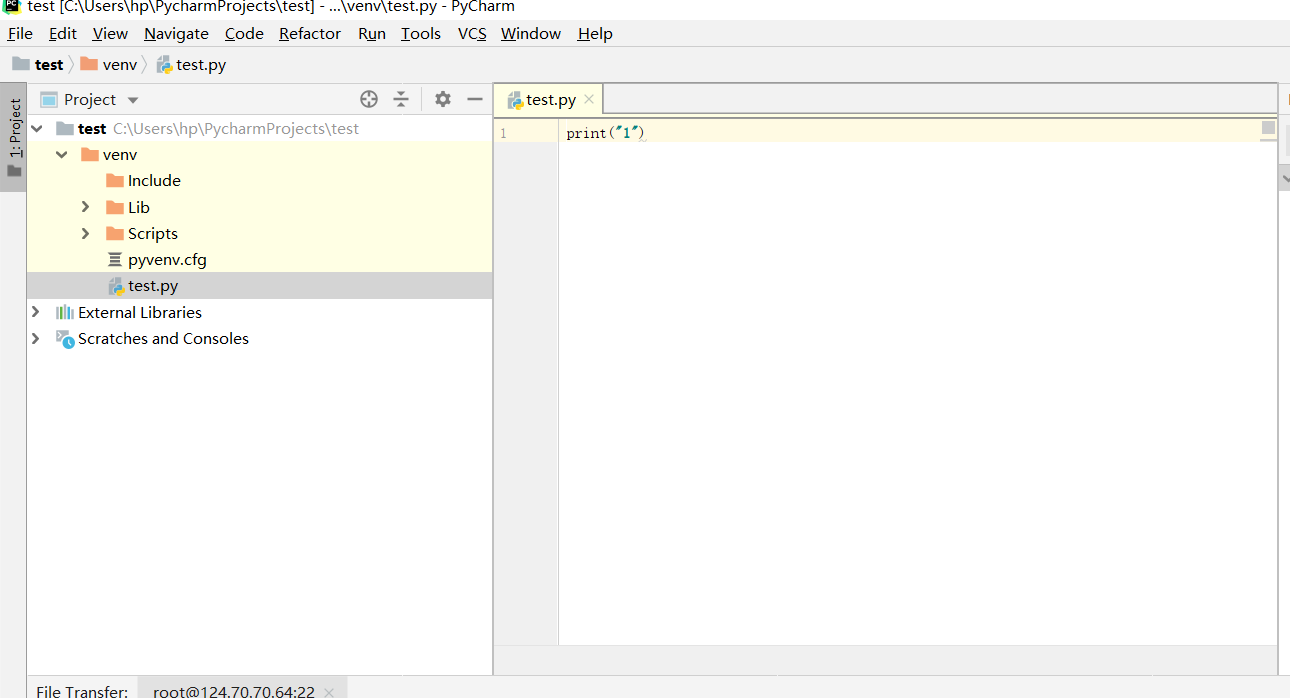 test [C:\Users\hp\PycharmProjects\test] - ...\venv\test.py - PyCharm
File Edit View Navigate Code Refactor Run Tools VCS Window Help
test venv test.py
1: Project
Project
test.py
test C:\Users\hp\PycharmProjects\test
venv
Include
Lib
Scripts
pyvenv.cfg
test.py
External Libraries
Scratches and Consoles
1 print("1")
File Transfer: root@124.70.70.64:22